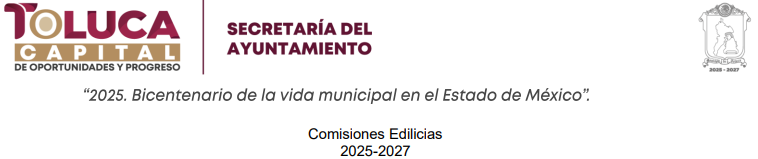 TOLUCA
CAPITAL
DE OPORTUNIDADES Y PROGRESO
SECRETARÍA DEL
AYUNTAMIENTO
2025 - 2027
“2025. Bicentenario de la vida municipal en el Estado de México”.
Comisiones Edilicias
2025-2027